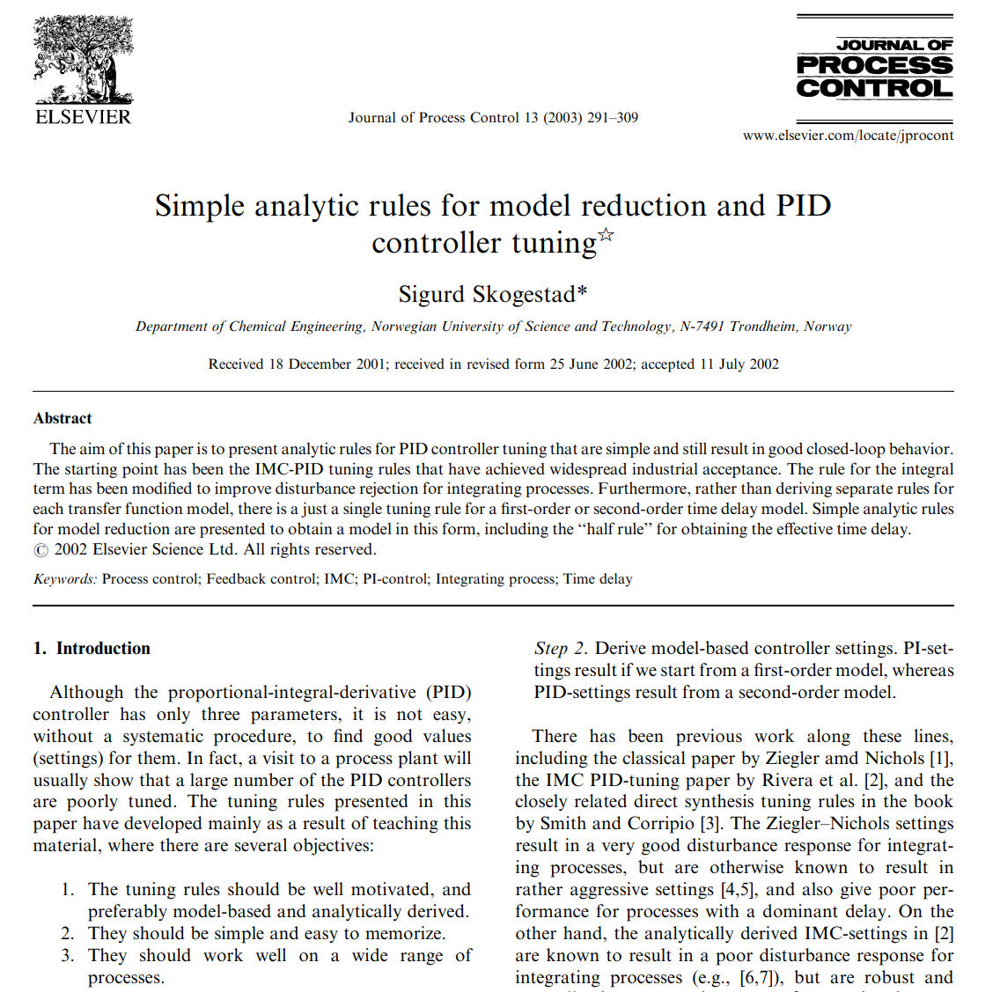 ELSEVIER
Journal of Process Control 13 (2003) 291–309
JOURNAL OF
PROCESS
CONTROL
www.elsevier.com/locate/jprocont
Simple analytic rules for model reduction and PID
controller tuning☆
Sigurd Skogestad*
Department of Chemical Engineering, Norwegian University of Science and Technology, N-7491 Trondheim, Norway
Received 18 December 2001; received in revised form 25 June 2002; accepted 11 July 2002
Abstract
The aim of this paper is to present analytic rules for PID controller tuning that are simple and still result in good closed-loop behavior.
The starting point has been the IMC-PID tuning rules that have achieved widespread industrial acceptance. The rule for the integral
term has been modified to improve disturbance rejection for integrating processes. Furthermore, rather than deriving separate rules for
each transfer function model, there is a just a single tuning rule for a first-order or second-order time delay model. Simple analytic rules
for model reduction are presented to obtain a model in this form, including the ‘‘half rule’’ for obtaining the effective time delay.
© 2002 Elsevier Science Ltd. All rights reserved.
Keywords: Process control; Feedback control; IMC; PI-control; Integrating process; Time delay
1. Introduction
Although the proportional-integral-derivative (PID)
controller has only three parameters, it is not easy,
without a systematic procedure, to find good values
(settings) for them. In fact, a visit to a process plant will
usually show that a large number of the PID controllers
are poorly tuned. The tuning rules presented in this
paper have developed mainly as a result of teaching this
material, where there are several objectives:
1. The tuning rules should be well motivated, and
preferably model-based and analytically derived.
2. They should be simple and easy to memorize.
3. They should work well on a wide range of
processes.
Step 2. Derive model-based controller settings. PI-set-
tings result if we start from a first-order model, whereas
PID-settings result from a second-order model.
There has been previous work along these lines,
including the classical paper by Ziegler amd Nichols [1],
the IMC PID-tuning paper by Rivera et al. [2], and the
closely related direct synthesis tuning rules in the book
by Smith and Corripio [3]. The Ziegler–Nichols settings
result in a very good disturbance response for integrat-
ing processes, but are otherwise known to result in
rather aggressive settings [4,5], and also give poor per-
formance for processes with a dominant delay. On the
other hand, the analytically derived IMC-settings in [2]
are known to result in a poor disturbance response for
integrating processes (e.g., [6,7]), but are robust and